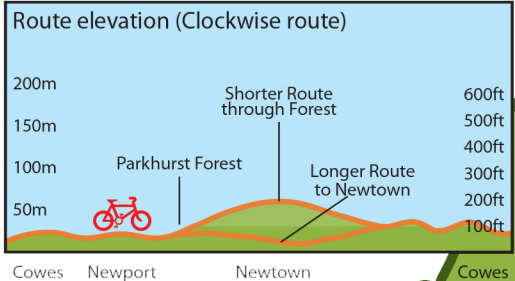 Route elevation (Clockwise route)
200m
150m
100m
50m
Shorter Route
through Forest
Parkhurst Forest
Longer Route
to Newtown
600ft
500ft
400ft
300ft
200ft
100ft
Cowes
Newport
Newtown
Cowes